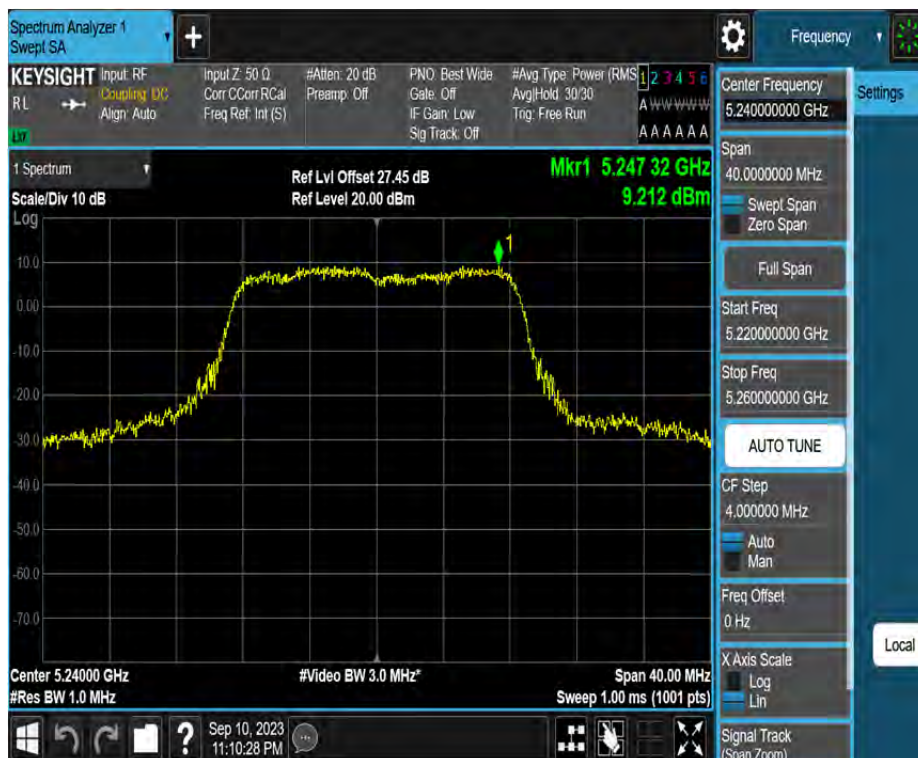 Spectrum Analyzer 1
Swept SA
Frequency
KEYSIGHT
RL
LXI
Input: RF
Coupling: DC
Align: Auto
Input Z: 50 Ω
Corr CCorr RCal
Freq Ref: Int (S)
#Atten: 20 dB
Preamp: Off
PNO: Best Wide
Gate: Off
IF Gain: Low
Sig Track: Off
#Avg Type: Power (RMS
Avg|Hold: 30/30
Trig: Free Run
1 2 3 4 5 6
A W W W W W
A A A A A A
Center Frequency
5.240000000 GHz
Settings
1 Spectrum
Scale/Div 10 dB
Log
Ref Lvl Offset 27.45 dB
Ref Level 20.00 dBm
Mkr1 5.247 32 GHz
9.212 dBm
Span
40.0000000 MHz
Swept Span
Zero Span
Full Span
Start Freq
5.220000000 GHz
Stop Freq
5.260000000 GHz
AUTO TUNE
CF Step
4.000000 MHz
Auto
Man
Freq Offset
0 Hz
X Axis Scale
Log
Lin
Local
Signal Track
(Span Zoom)
1
10.0
0.00
-10.0
-20.0
-30.0
-40.0
-50.0
-60.0
-70.0
Center 5.24000 GHz
#Res BW 1.0 MHz
#Video BW 3.0 MHz*
Span 40.00 MHz
Sweep 1.00 ms (1001 pts)
?
Sep 10, 2023
11:10:28 PM